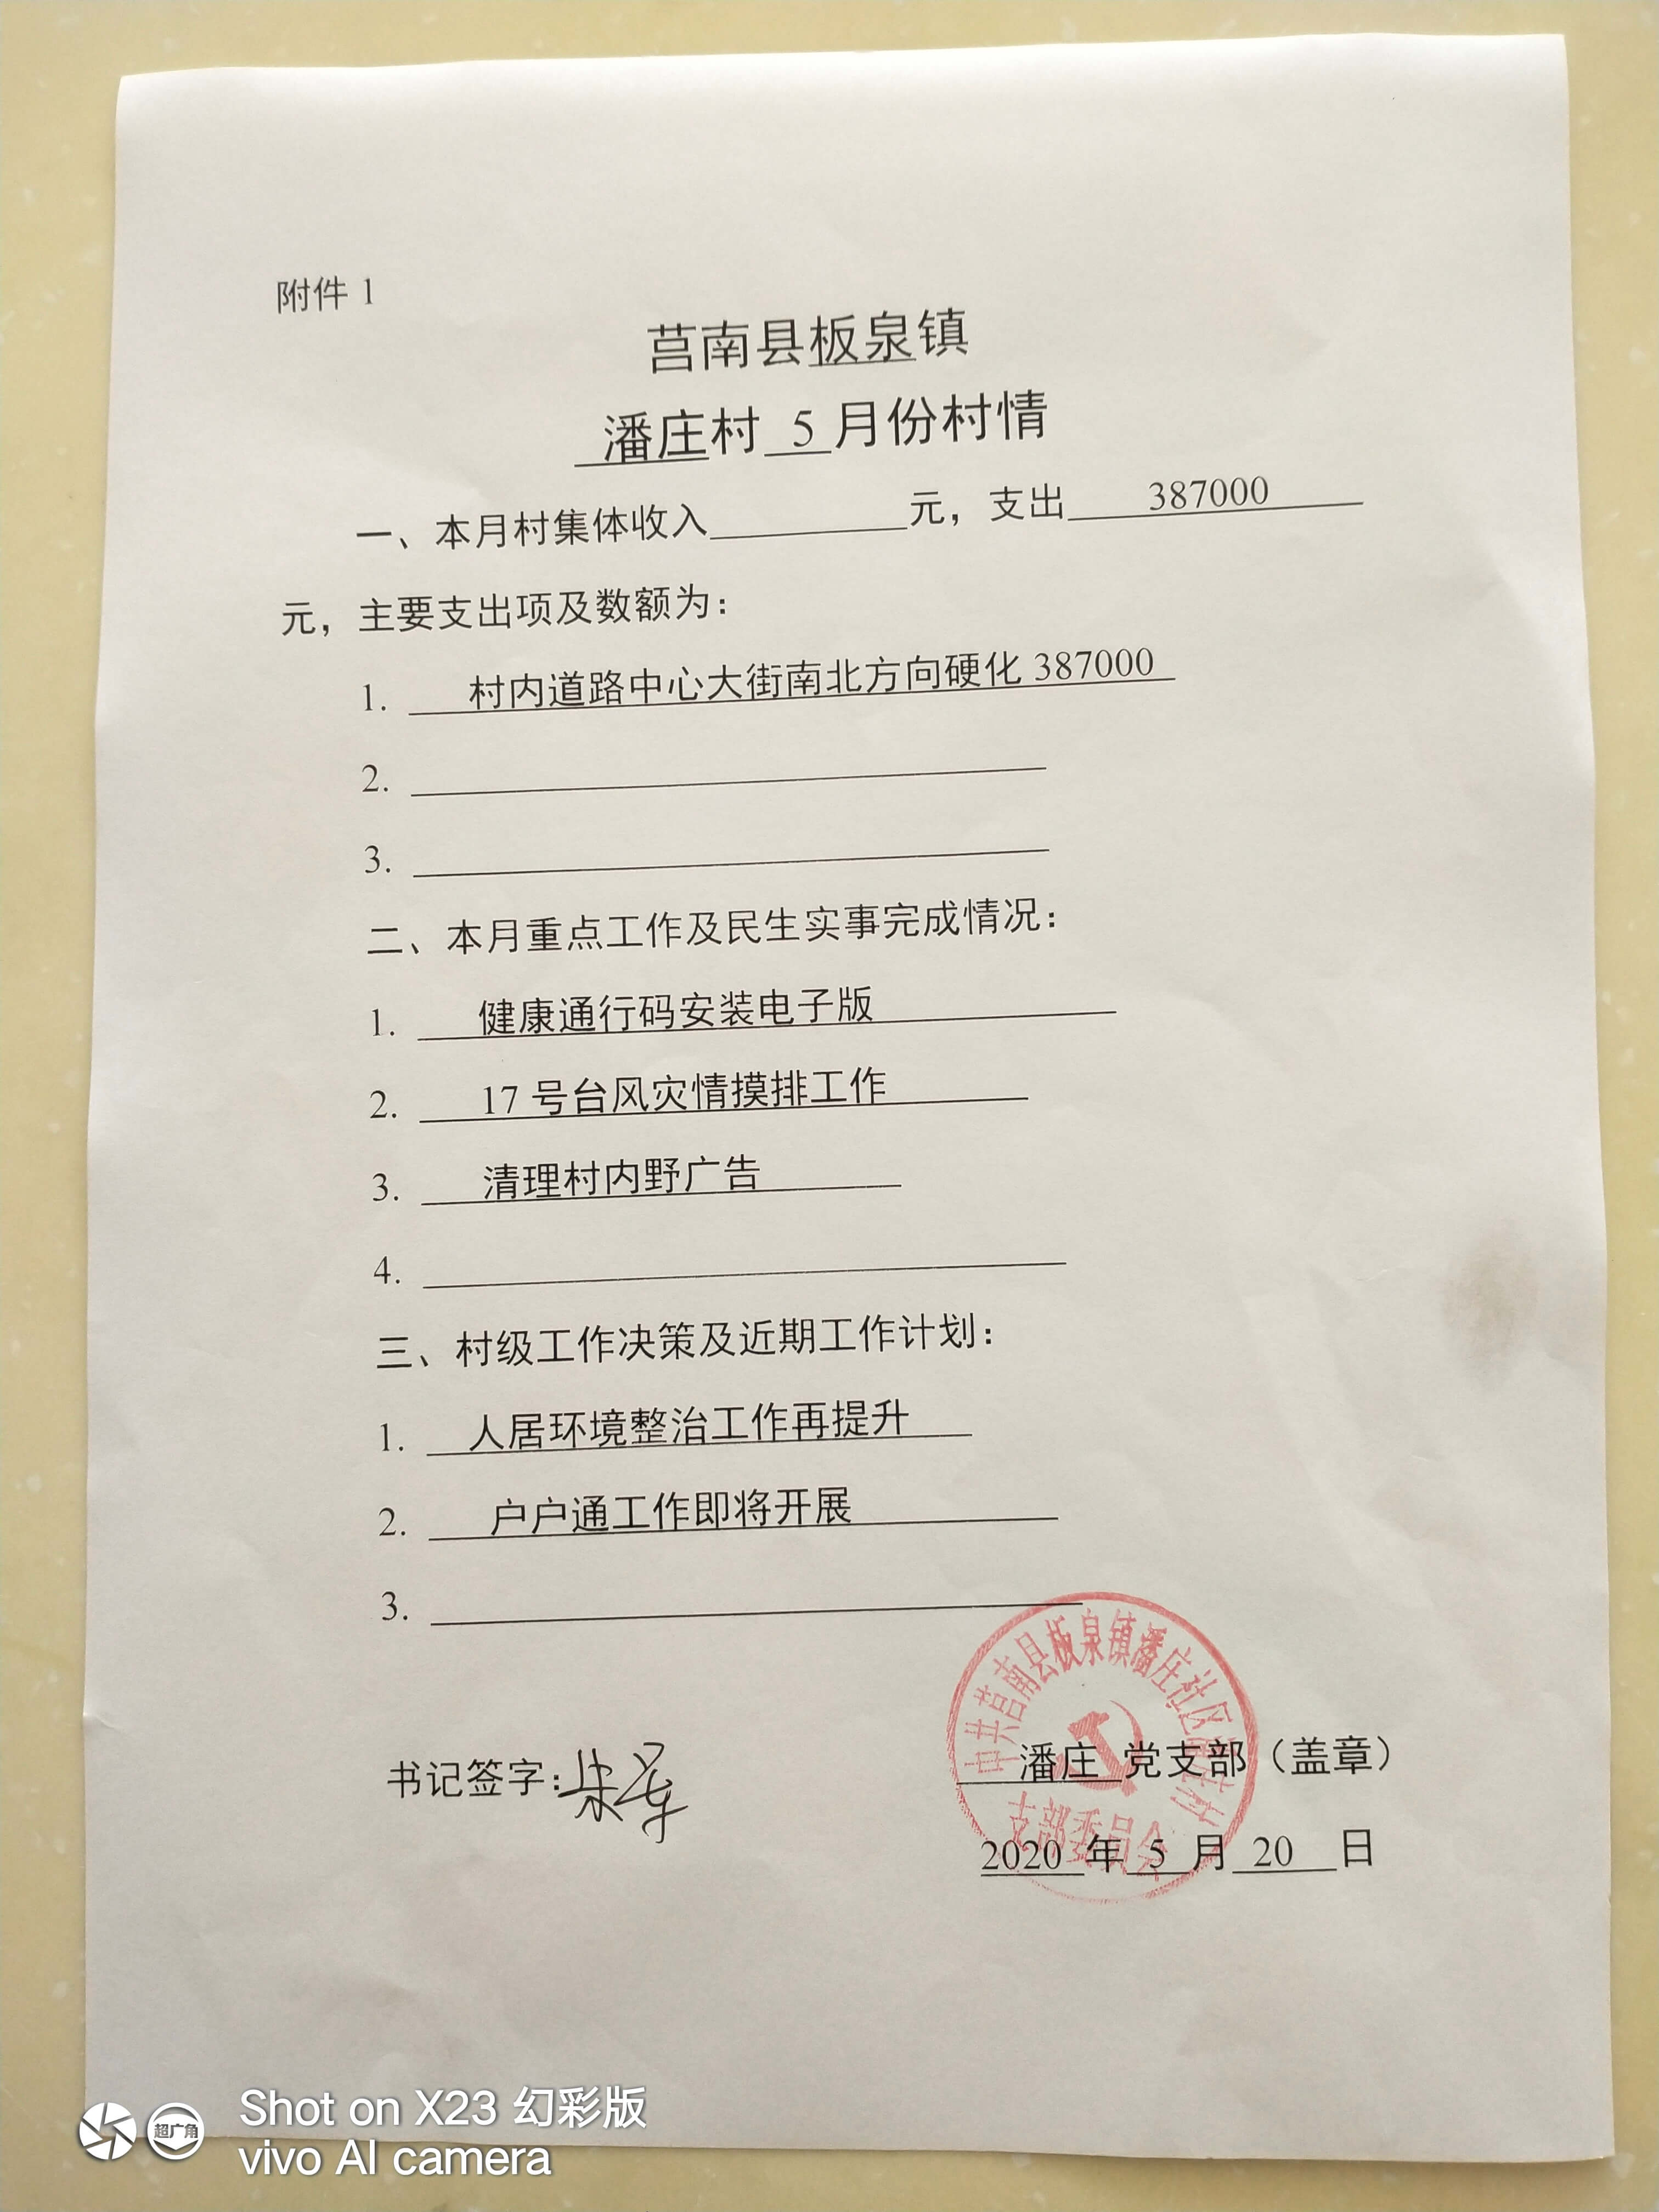 附件 1
莒南县板泉镇
潘庄村 5 月份村情
一、本月村集体收入________元，支出 387000
元，主要支出项及数额为：
1. 村内道路中心大街南北方向硬化 387000
2.
3.
二、本月重点工作及民生实事完成情况：
1. 健康通行码安装电子版
2. 17 号台风灾情摸排工作
3. 清理村内野广告
4.
三、村级工作决策及近期工作计划：
1. 人居环境整治工作再提升
2. 户户通工作即将开展
3.
中共莒南县板泉镇潘庄社区
支部委员会
书记签字：
潘庄 党支部（盖章）
2020 年 5 月 20 日
Shot on X23 幻彩版
超广角
vivo AI camera